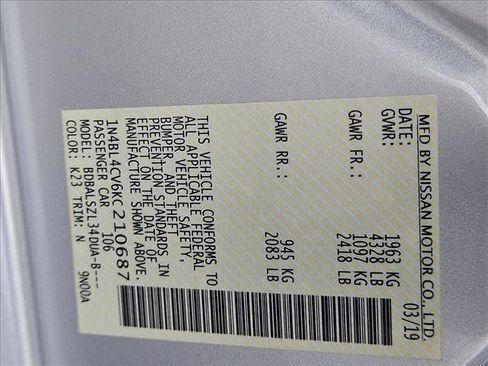 MFD BY NISSAN MOTOR CO., LTD.
DATE: 03/19
GVWR: 1963 KG
4328 LB
GAWR FR: 1097 KG
2418 LB
GAWR RR: 945 KG
2083 LB
THIS VEHICLE CONFORMS TO
ALL APPLICABLE FEDERAL
MOTOR VEHICLE SAFETY,
BUMPER, AND THEFT
PREVENTION STANDARDS IN
EFFECT ON THE DATE OF
MANUFACTURE SHOWN ABOVE.
1N4BL4CV6KC210687
106
PASSENGER CAR
MODEL: BDBALSZL34DUA-B---
COLOR: K23 TRIM: N 9N00A